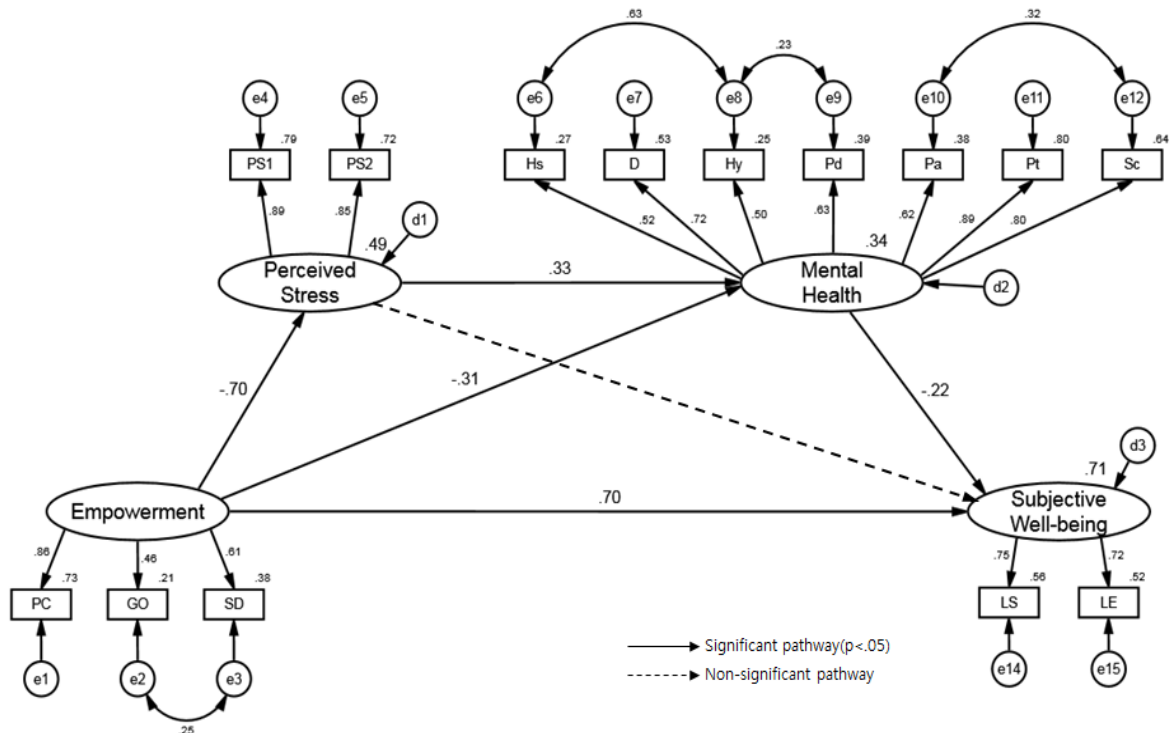 .63
.32
.23
e4
e5
e6
e7
e8
e9
e10
e11
e12
.79
.72
.27
.53
.25
.39
.38
.80
.64
PS1
PS2
Hs
D
Hy
Pd
Pa
Pt
Sc
.89
.85
.52
.72
.50
.63
.62
.89
.80
d1
.49
.34
Perceived
Stress
.33
Mental
Health
d2
-.70
-.31
-.22
d3
.71
Empowerment
.70
Subjective
Well-being
.86
.46
.61
.73
.21
.38
.75
.72
.56
.52
PC
GO
SD
LS
LE
Significant pathway(p<.05)
Non-significant pathway
e1
e2
e3
e14
e15
.25